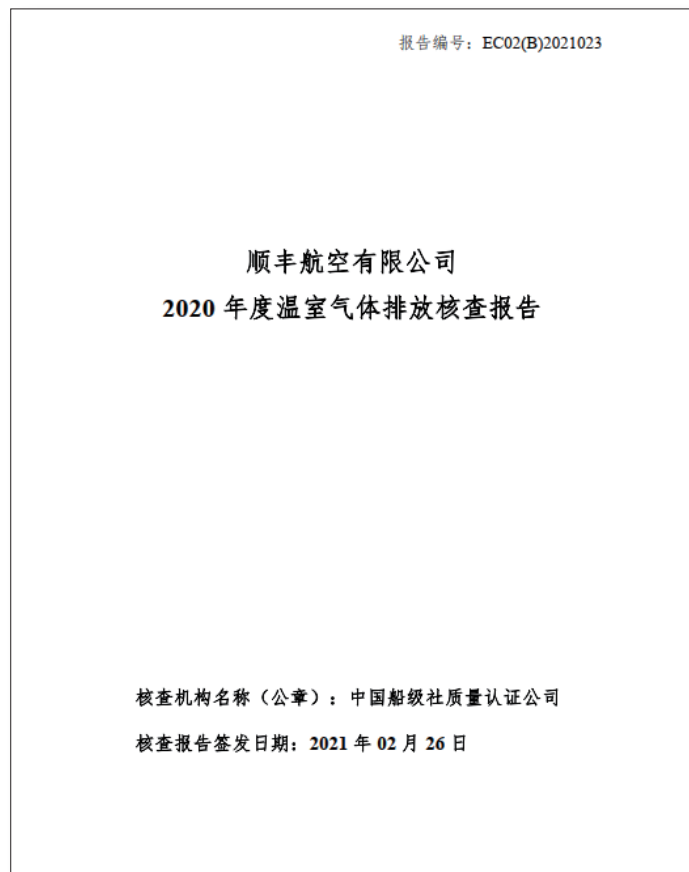 报告编号：EC02(B)2021023
顺丰航空有限公司
2020 年度温室气体排放核查报告
核查机构名称（公章）：中国船级社质量认证公司
核查报告签发日期：2021 年 02 月 26 日